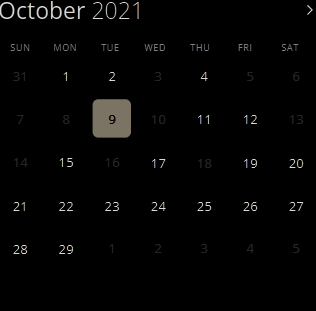 October 2021
SUN MON TUE WED THU FRI SAT
31 1 2 3 4 5 6
7 8 9 10 11 12 13
14 15 16 17 18 19 20
21 22 23 24 25 26 27
28 29 1 2 3 4 5